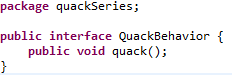 package quackSeries;
public interface QuackBehavior {
    public void quack();
}